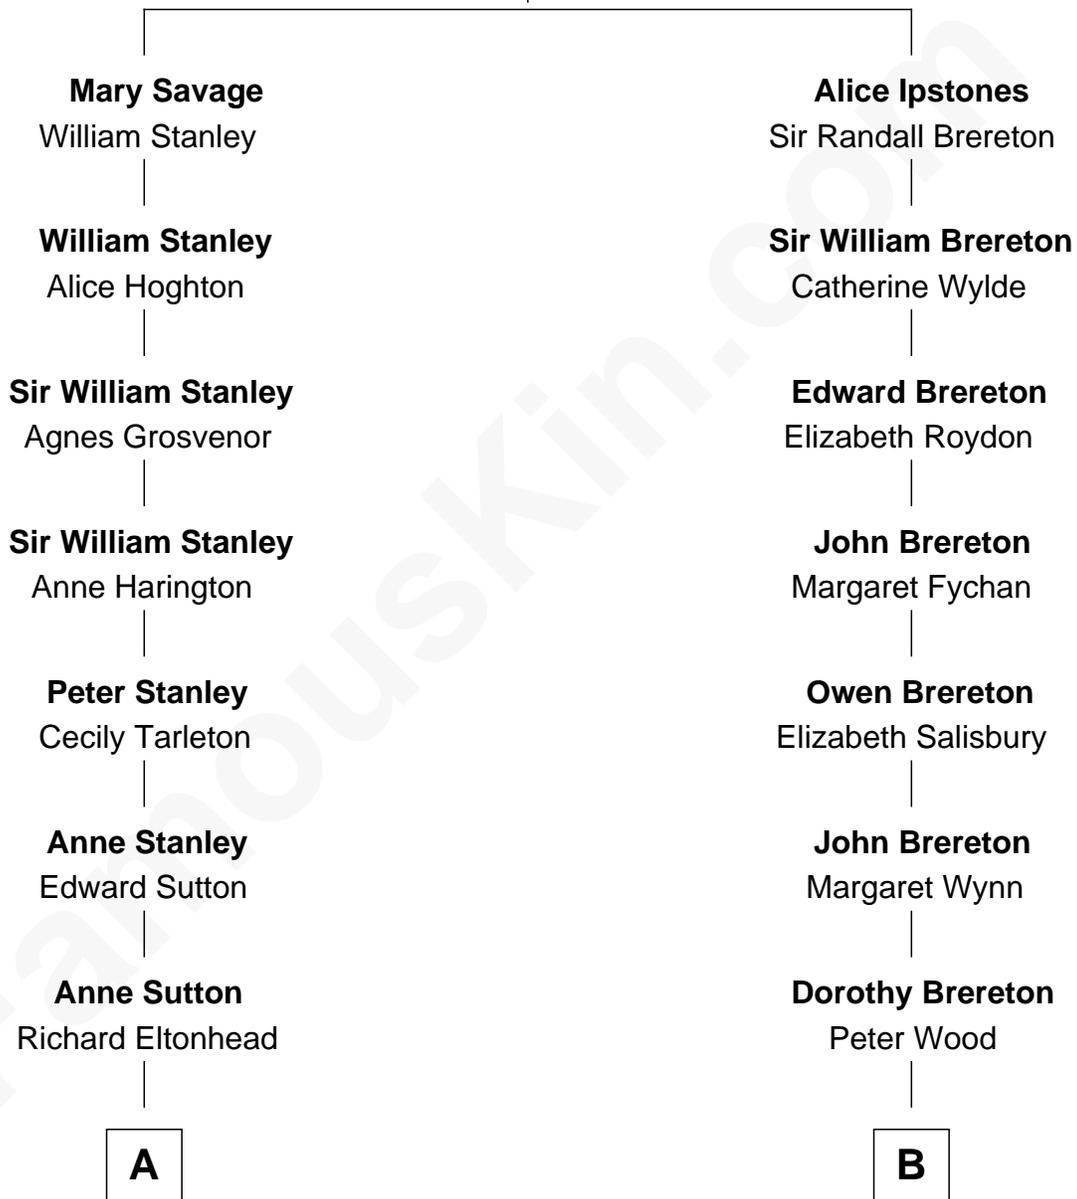 Mary Savage
William Stanley
William Stanley
Alice Hoghton
Sir William Stanley
Agnes Grosvenor
Sir William Stanley
Anne Harington
Peter Stanley
Cecily Tarleton
Anne Stanley
Edward Sutton
Anne Sutton
Richard Eltonhead
A
Alice Ipstones
Sir Randall Brereton
Sir William Brereton
Catherine Wylde
Edward Brereton
Elizabeth Roydon
John Brereton
Margaret Fychan
Owen Brereton
Elizabeth Salisbury
John Brereton
Margaret Wynn
Dorothy Brereton
Peter Wood
B
FamousKin.com